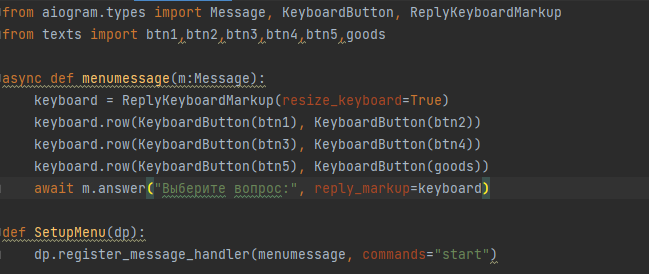 from aiogram.types import Message, KeyboardButton, ReplyKeyboardMarkup
from texts import btn1,btn2,btn3,btn4,btn5,goods
async def menumessage(m:Message):
keyboard = ReplyKeyboardMarkup(resize_keyboard=True)
keyboard.row(KeyboardButton(btn1), KeyboardButton(btn2))
keyboard.row(KeyboardButton(btn3), KeyboardButton(btn4))
keyboard.row(KeyboardButton(btn5), KeyboardButton(goods))
await m.answer("Выберите вопрос:", reply_markup=keyboard)
def SetupMenu(dp):
dp.register_message_handler(menumessage, commands="start")